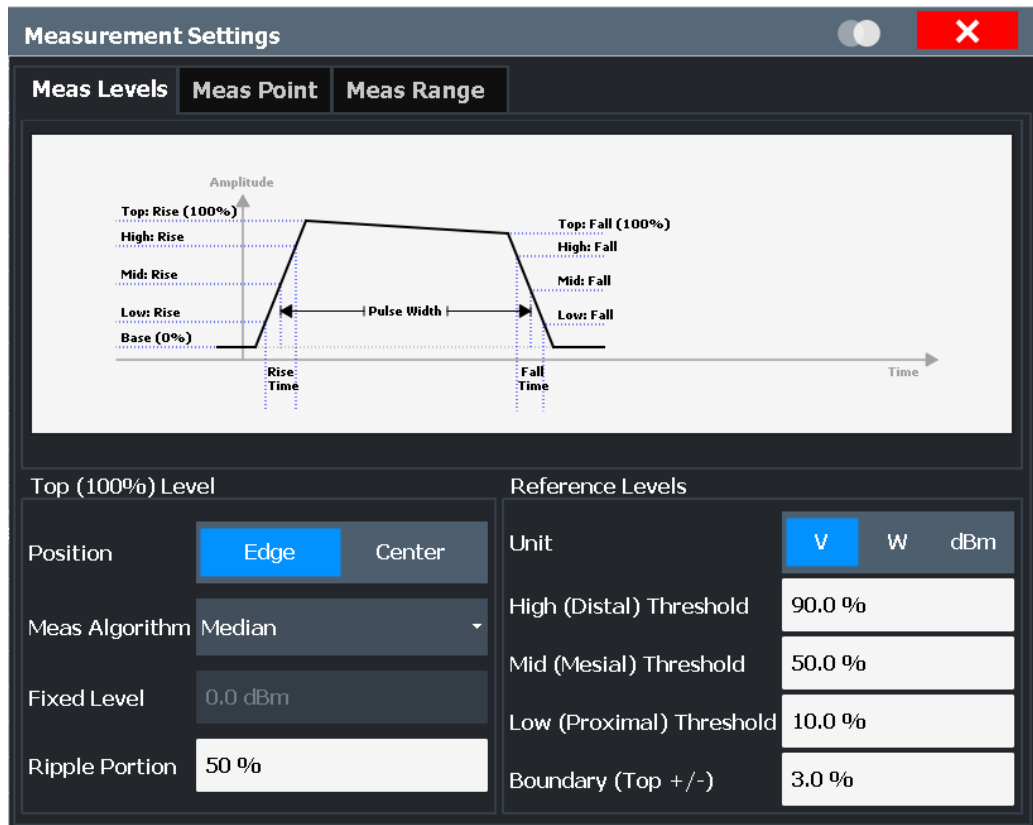 Measurement Settings
Meas Levels Meas Point Meas Range
Amplitude
Top: Rise (100%)
High: Rise
Mid: Rise
Low: Rise
Base (0%)
Pulse Width
Top: Fall (100%)
High: Fall
Mid: Fall
Low: Fall
Rise
Time
Fall
Time
Time
Top (100%) Level
Position Edge Center
Meas Algorithm Median
Fixed Level 0.0 dBm
Ripple Portion 50 %
Reference Levels
Unit V W dBm
High (Distal) Threshold 90.0 %
Mid (Mesial) Threshold 50.0 %
Low (Proximal) Threshold 10.0 %
Boundary (Top +/-) 3.0 %